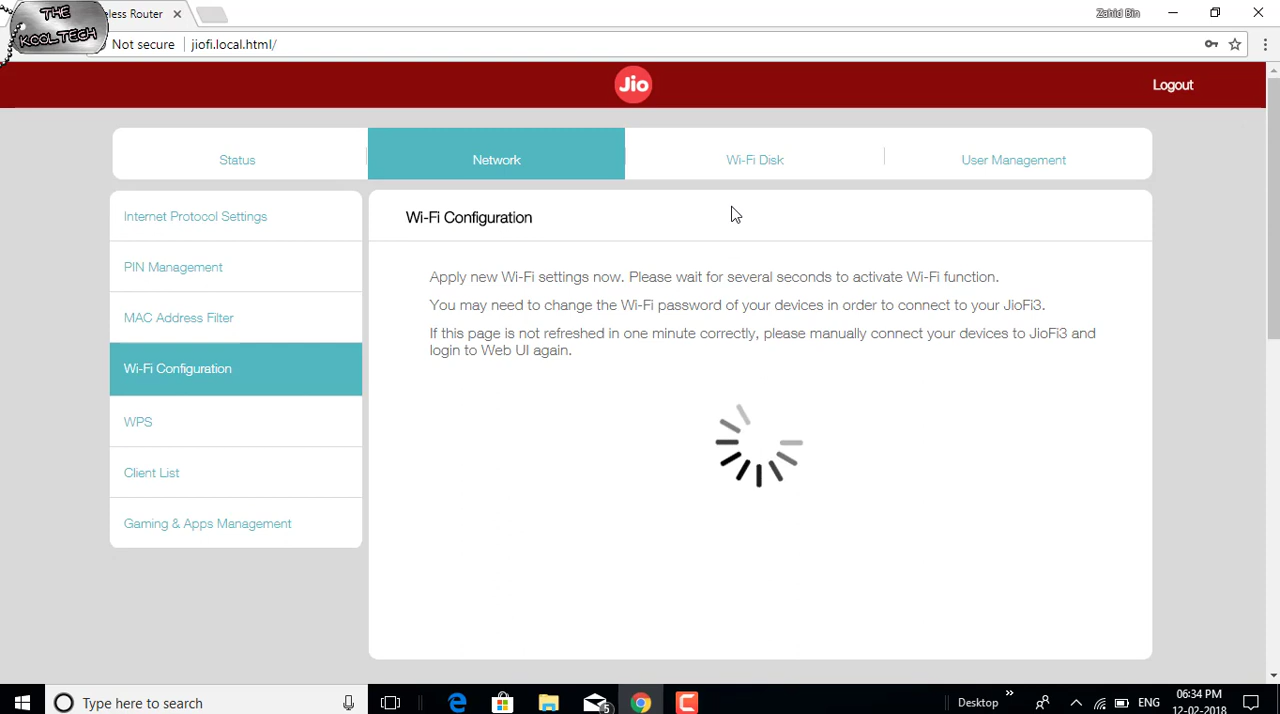 THE
KOOLTECH
eless Router
Zahid Bin
Not secure
jiofi.local.html/
Jio
Logout
Status
Network
Wi-Fi Disk
User Management
Internet Protocol Settings
PIN Management
MAC Address Filter
Wi-Fi Configuration
WPS
Client List
Gaming & Apps Management
Wi-Fi Configuration
Apply new Wi-Fi settings now. Please wait for several seconds to activate Wi-Fi function.
You may need to change the Wi-Fi password of your devices in order to connect to your JioFi3.
If this page is not refreshed in one minute correctly, please manually connect your devices to JioFi3 and
login to Web UI again.
Type here to search
5
Desktop
ENG
06:34 PM
12-02-2018